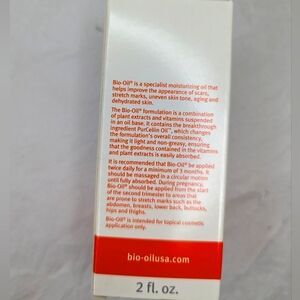 Bio-Oil® is a specialist moisturizing oil that
helps improve the appearance of scars,
stretch marks, uneven skin tone, aging and
dehydrated skin.
The Bio-Oil® formulation is a combination
of plant extracts and vitamins suspended
in an oil base. It contains the breakthrough
ingredient PurCellin Oil™, which changes
the formulation's overall consistency,
making it light and non-greasy, ensuring
that the goodness contained in the vitamins
and plant extracts is easily absorbed.
It is recommended that Bio-Oil® be applied
twice daily for a minimum of 3 months. It
should be massaged in a circular motion
until fully absorbed. During pregnancy,
Bio-Oil® should be applied from the start
of the second trimester to areas that
are prone to stretch marks such as the
abdomen, breasts, lower back, buttocks,
hips and thighs.
Bio-Oil® is intended for topical cosmetic
application only.
bio-oilusa.com
2 fl. oz.